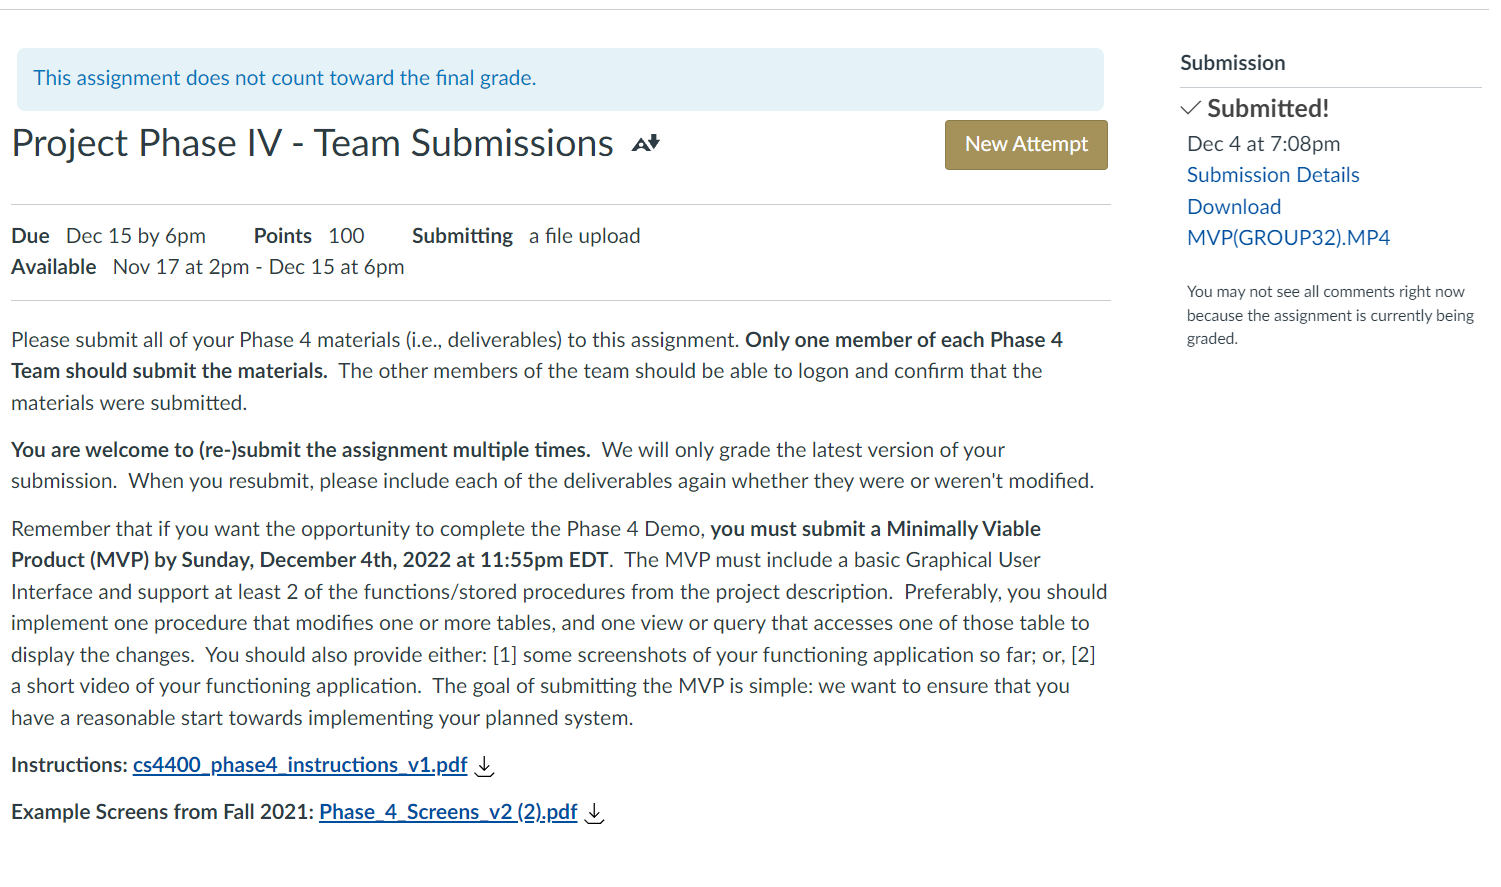 This assignment does not count toward the final grade.
Project Phase IV - Team Submissions
New Attempt
Due Dec 15 by 6pm Points 100 Submitting a file upload
Available Nov 17 at 2pm - Dec 15 at 6pm
Please submit all of your Phase 4 materials (i.e., deliverables) to this assignment. Only one member of each Phase 4
Team should submit the materials. The other members of the team should be able to logon and confirm that the
materials were submitted.
You are welcome to (re-)submit the assignment multiple times. We will only grade the latest version of your
submission. When you resubmit, please include each of the deliverables again whether they were or weren't modified.
Remember that if you want the opportunity to complete the Phase 4 Demo, you must submit a Minimally Viable
Product (MVP) by Sunday, December 4th, 2022 at 11:55pm EDT. The MVP must include a basic Graphical User
Interface and support at least 2 of the functions/stored procedures from the project description. Preferably, you should
implement one procedure that modifies one or more tables, and one view or query that accesses one of those table to
display the changes. You should also provide either: [1] some screenshots of your functioning application so far; or, [2]
a short video of your functioning application. The goal of submitting the MVP is simple: we want to ensure that you
have a reasonable start towards implementing your planned system.
Instructions: cs4400_phase4_instructions_v1.pdf
Example Screens from Fall 2021: Phase_4_Screens_v2 (2).pdf
Submission
Submitted!
Dec 4 at 7:08pm
Submission Details
Download
MVP(GROUP32).MP4
You may not see all comments right now
because the assignment is currently being
graded.